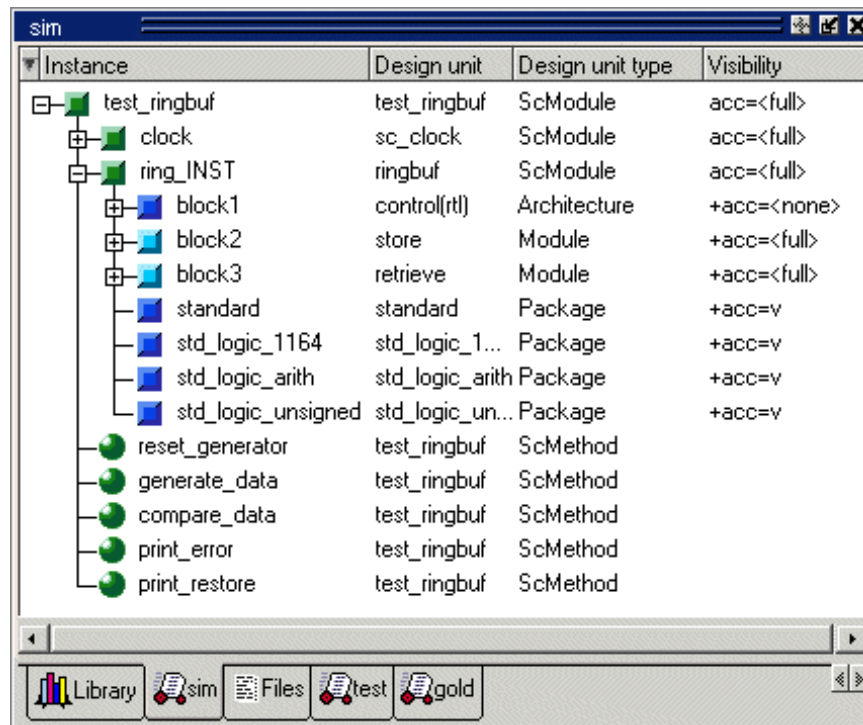 sim
Instance Design unit Design unit type Visibility
test_ringbuf test_ringbuf ScModule acc=<full>
clock sc_clock ScModule acc=<full>
ring_INST ringbuf ScModule acc=<full>
block1 control(rtl) Architecture +acc=<none>
block2 store Module +acc=<full>
block3 retrieve Module +acc=<full>
standard standard Package +acc=v
std_logic_1164 std_logic_1... Package +acc=v
std_logic_arith std_logic_arith Package +acc=v
std_logic_unsigned std_logic_un... Package +acc=v
reset_generator test_ringbuf ScMethod
generate_data test_ringbuf ScMethod
compare_data test_ringbuf ScMethod
print_error test_ringbuf ScMethod
print_restore test_ringbuf ScMethod
Library sim Files test gold